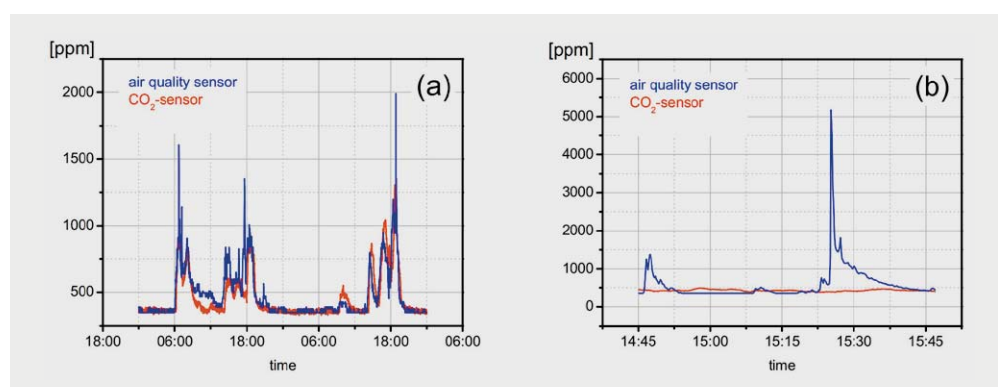 [ppm]
(a)
air quality sensor
CO₂-sensor
2000
1500
1000
500
18:00 06:00 18:00 06:00 18:00 06:00
time
[ppm]
(b)
air quality sensor
CO₂-sensor
6000
5000
4000
3000
2000
1000
0
14:45 15:00 15:15 15:30 15:45
time